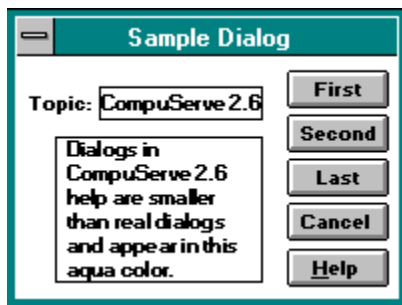 Sample Dialog
Topic: CompuServe 2.6
Dialogs in
CompuServe 2.6
help are smaller
than real dialogs
and appear in this
aqua color.
First
Second
Last
Cancel
Help